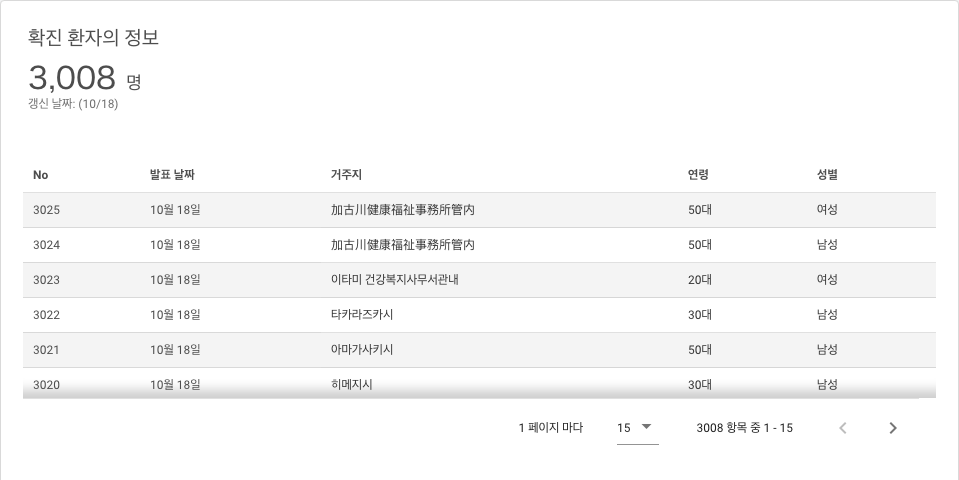 확진 환자의 정보
3,008 명
갱신 날짜: (10/18)
No 발표 날짜 거주지 연령 성별
3025 10월 18일 加古川健康福祉事務所管内 50대 여성
3024 10월 18일 加古川健康福祉事務所管内 50대 남성
3023 10월 18일 이타미 건강복지사무서관내 20대 여성
3022 10월 18일 타카라즈카시 30대 남성
3021 10월 18일 아마가사키시 50대 남성
3020 10월 18일 히메지시 30대 남성
1 페이지 마다 15 3008 항목 중 1 - 15